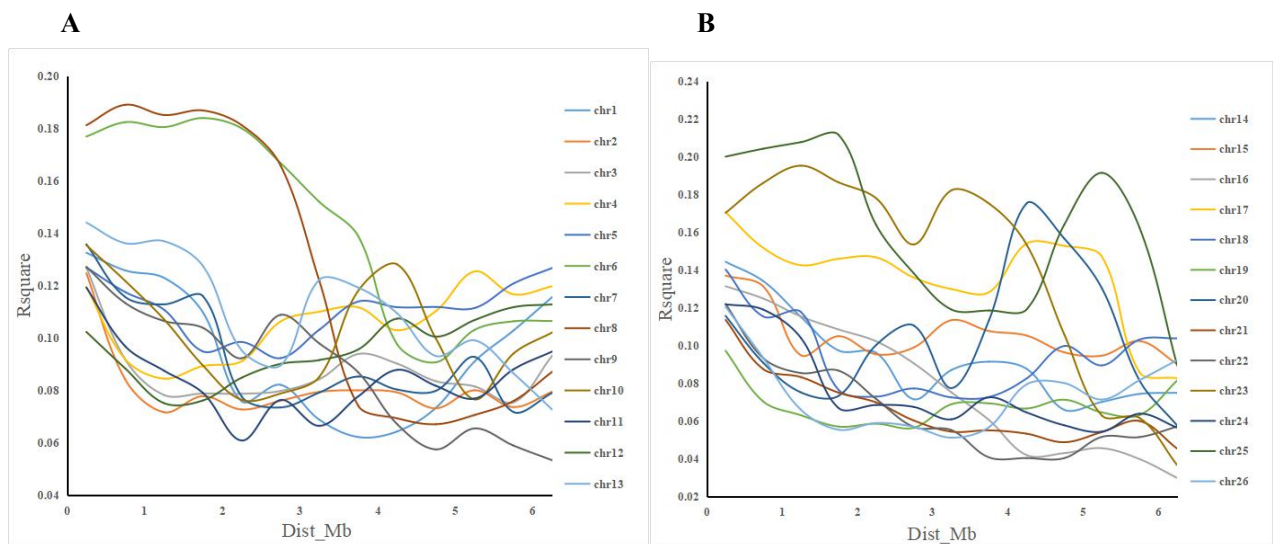 A
0.20
0.18
0.16
0.14
0.12
0.10
0.08
0.06
0.04
Rsquare
0 1 2 3 4 5 6
Dist_Mb
chr1
chr2
chr3
chr4
chr5
chr6
chr7
chr8
chr9
chr10
chr11
chr12
chr13
B
0.24
0.22
0.20
0.18
0.16
0.14
0.12
0.10
0.08
0.06
0.04
0.02
Rsquare
0 1 2 3 4 5 6
Dist_Mb
chr14
chr15
chr16
chr17
chr18
chr19
chr20
chr21
chr22
chr23
chr24
chr25
chr26